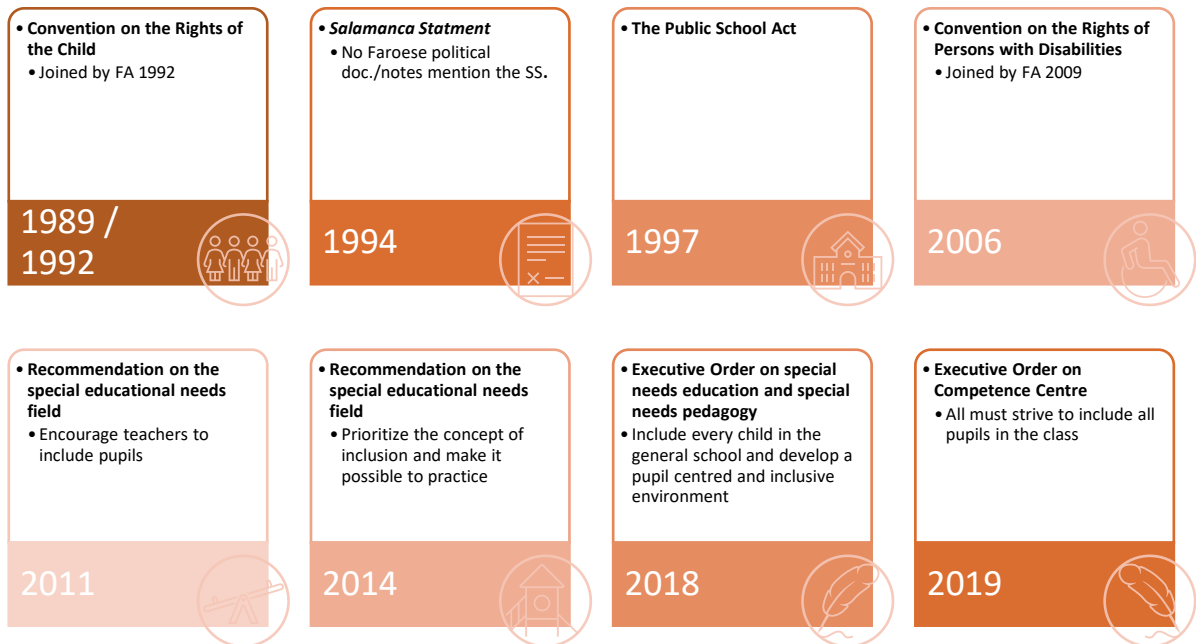 • Convention on the Rights of
the Child
• Joined by FA 1992
1989 /
1992
• Salamanca Statment
• No Faroese political
doc./notes mention the SS.
1994
• The Public School Act
1997
• Convention on the Rights of
Persons with Disabilities
• Joined by FA 2009
2006
• Recommendation on the
special educational needs
field
• Encourage teachers to
include pupils
2011
• Recommendation on the
special educational needs
field
• Prioritize the concept of
inclusion and make it
possible to practice
2014
• Executive Order on special
needs education and special
needs pedagogy
• Include every child in the
general school and develop a
pupil centred and inclusive
environment
2018
• Executive Order on
Competence Centre
• All must strive to include all
pupils in the class
2019